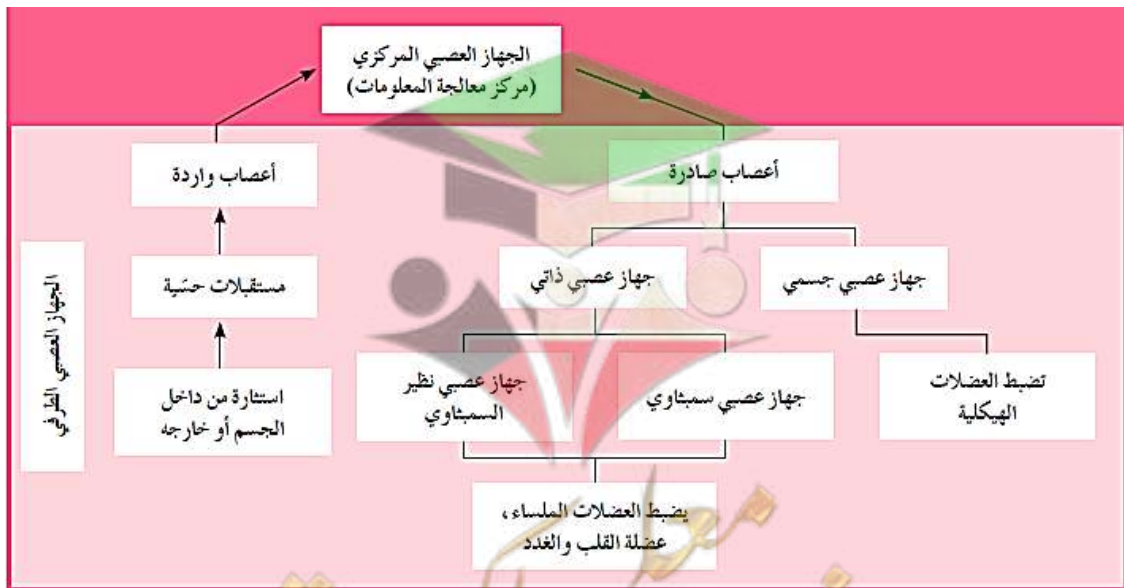 الجهاز العصبي المركزي
(مركز معالجة المعلومات)
أعصاب صادرة
أعصاب واردة
جهاز عصبي جسمي
جهاز عصبي ذاتي
مستقبلات حسّية
الجهاز العصبي الطرفي
تضبط العضلات
الهيكلية
جهاز عصبي سمبثاوي
جهاز عصبي نظير
السمبثاوي
استثارة من داخل
الجسم أو خارجه
يضبط العضلات الملساء،
عضلة القلب والغدد